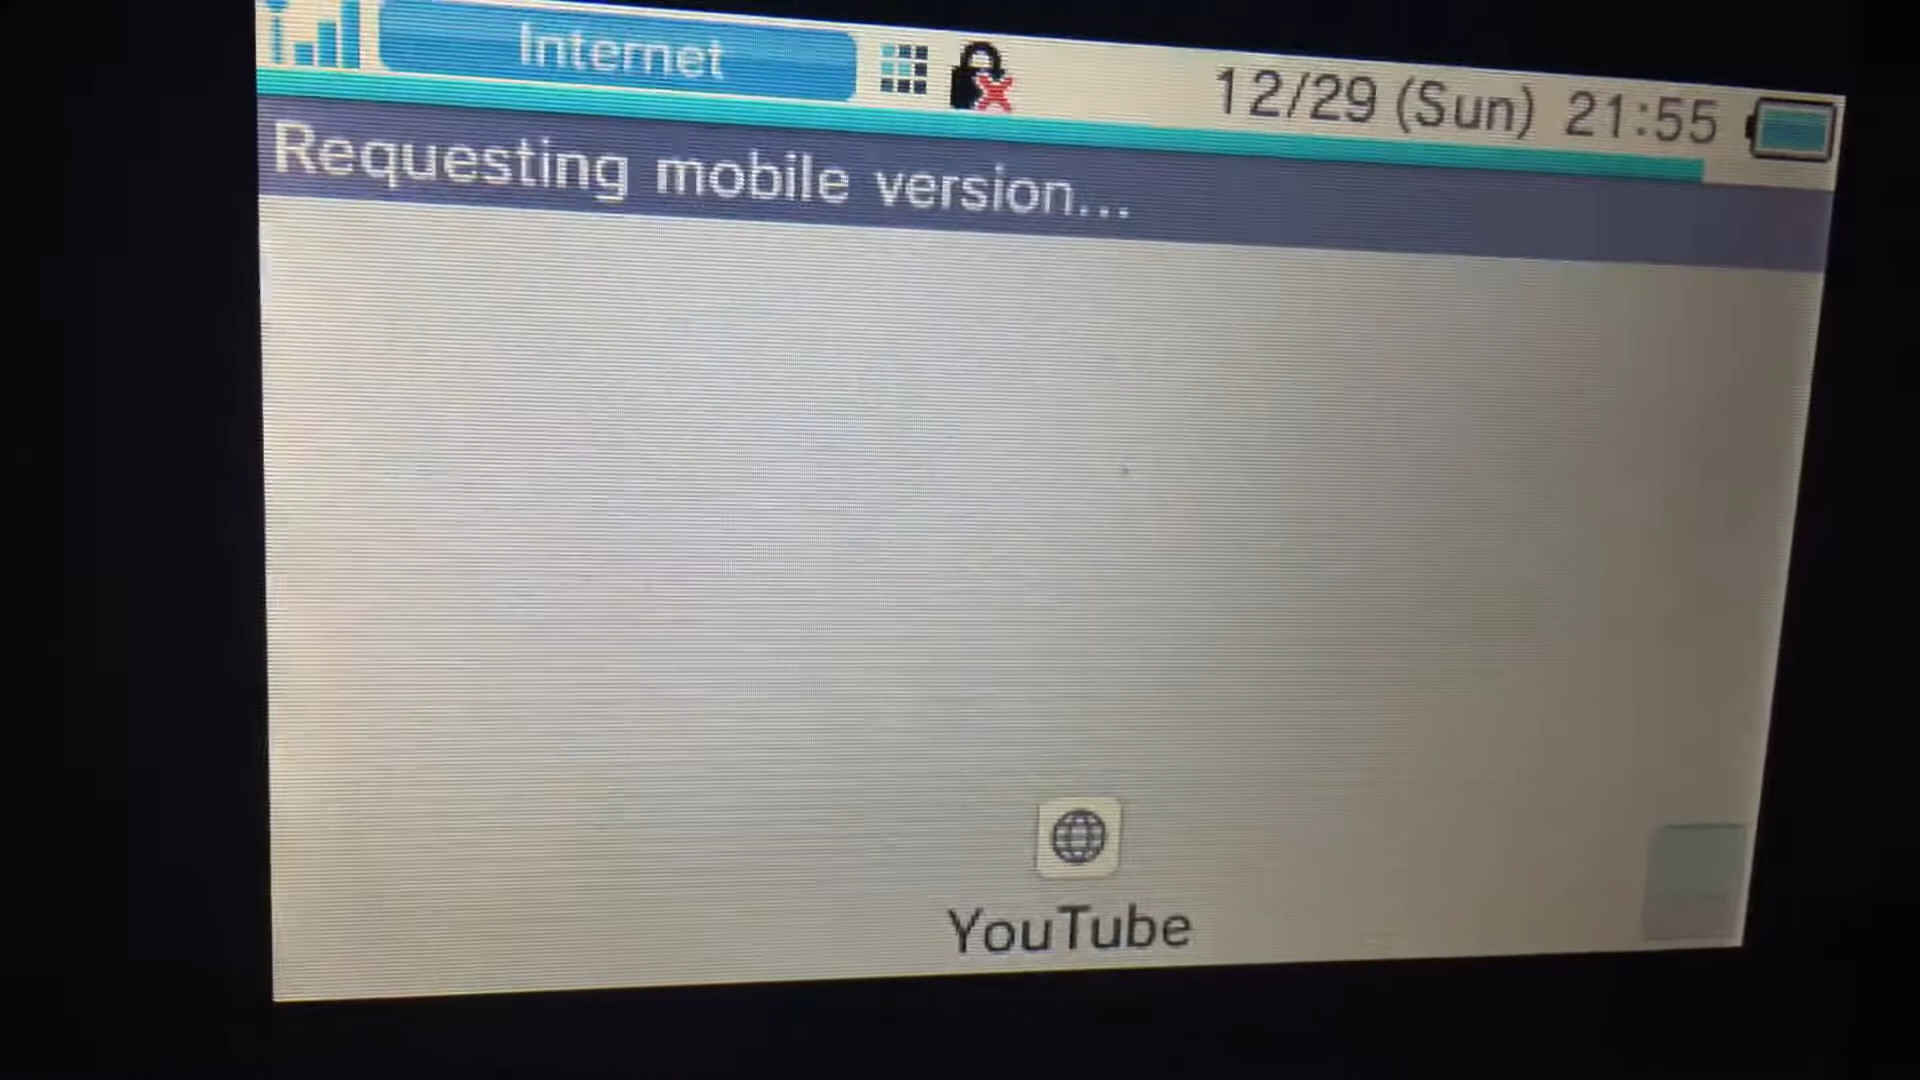 Internet 12/29 (Sun) 21:55
Requesting mobile version...
YouTube